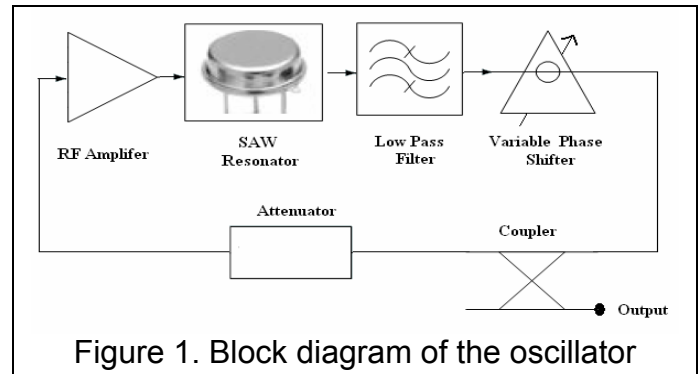 RF Amplifer
SAW
Resonator
Low Pass
Filter
Variable Phase
Shifter
Attenuator
Coupler
Output
Figure 1. Block diagram of the oscillator